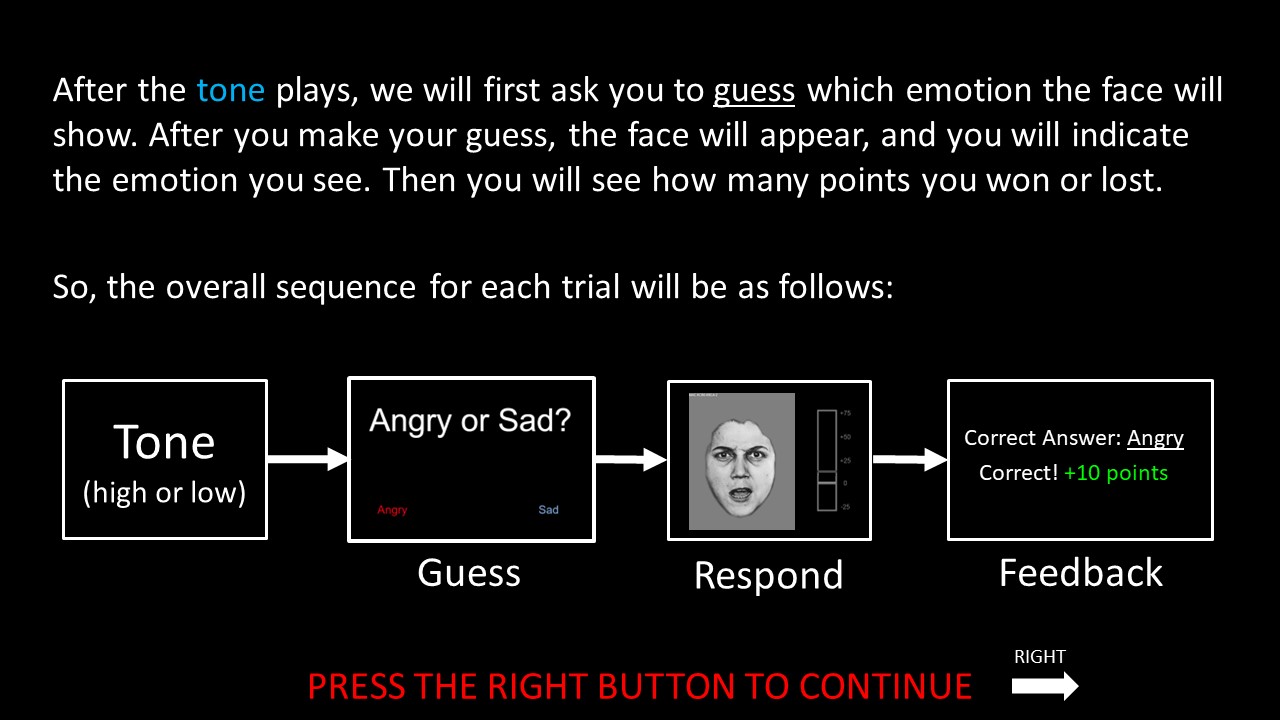 After the tone plays, we will first ask you to guess which emotion the face will
show. After you make your guess, the face will appear, and you will indicate
the emotion you see. Then you will see how many points you won or lost.
So, the overall sequence for each trial will be as follows:
Tone
(high or low)
Angry or Sad?
Angry
Sad
Guess
+75
+50
+25
0
-25
Respond
Correct Answer: Angry
Correct! +10 points
Feedback
PRESS THE RIGHT BUTTON TO CONTINUE
RIGHT